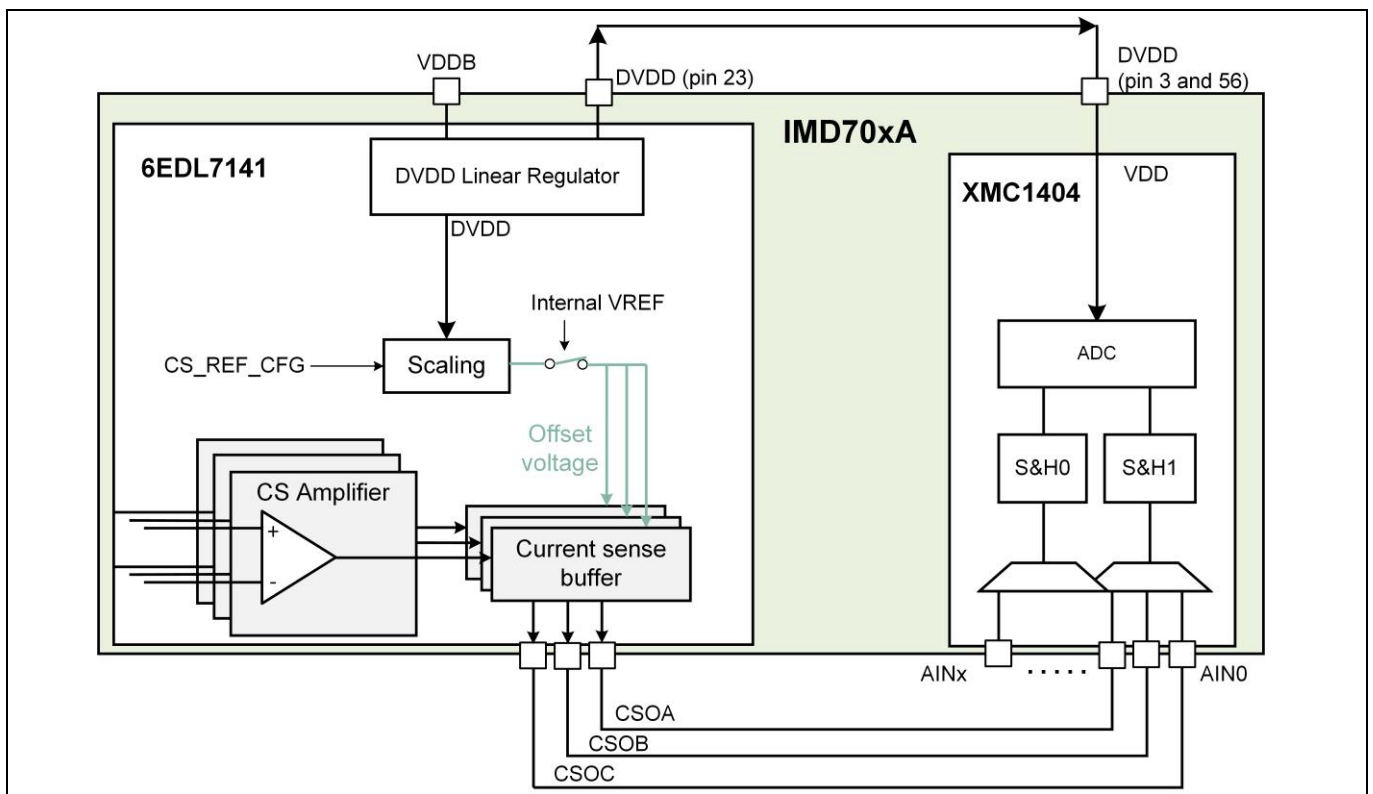 VDDB
DVDD (pin 23)
DVDD
(pin 3 and 56)
IMD70xA
6EDL7141
DVDD Linear Regulator
DVDD
XMC1404
VDD
Internal VREF
CS_REF_CFG
Scaling
ADC
Offset
voltage
S&H0
S&H1
CS Amplifier
+
-
Current sense
buffer
AINx
.....
AIN0
CSOA
CSOB
CSOC